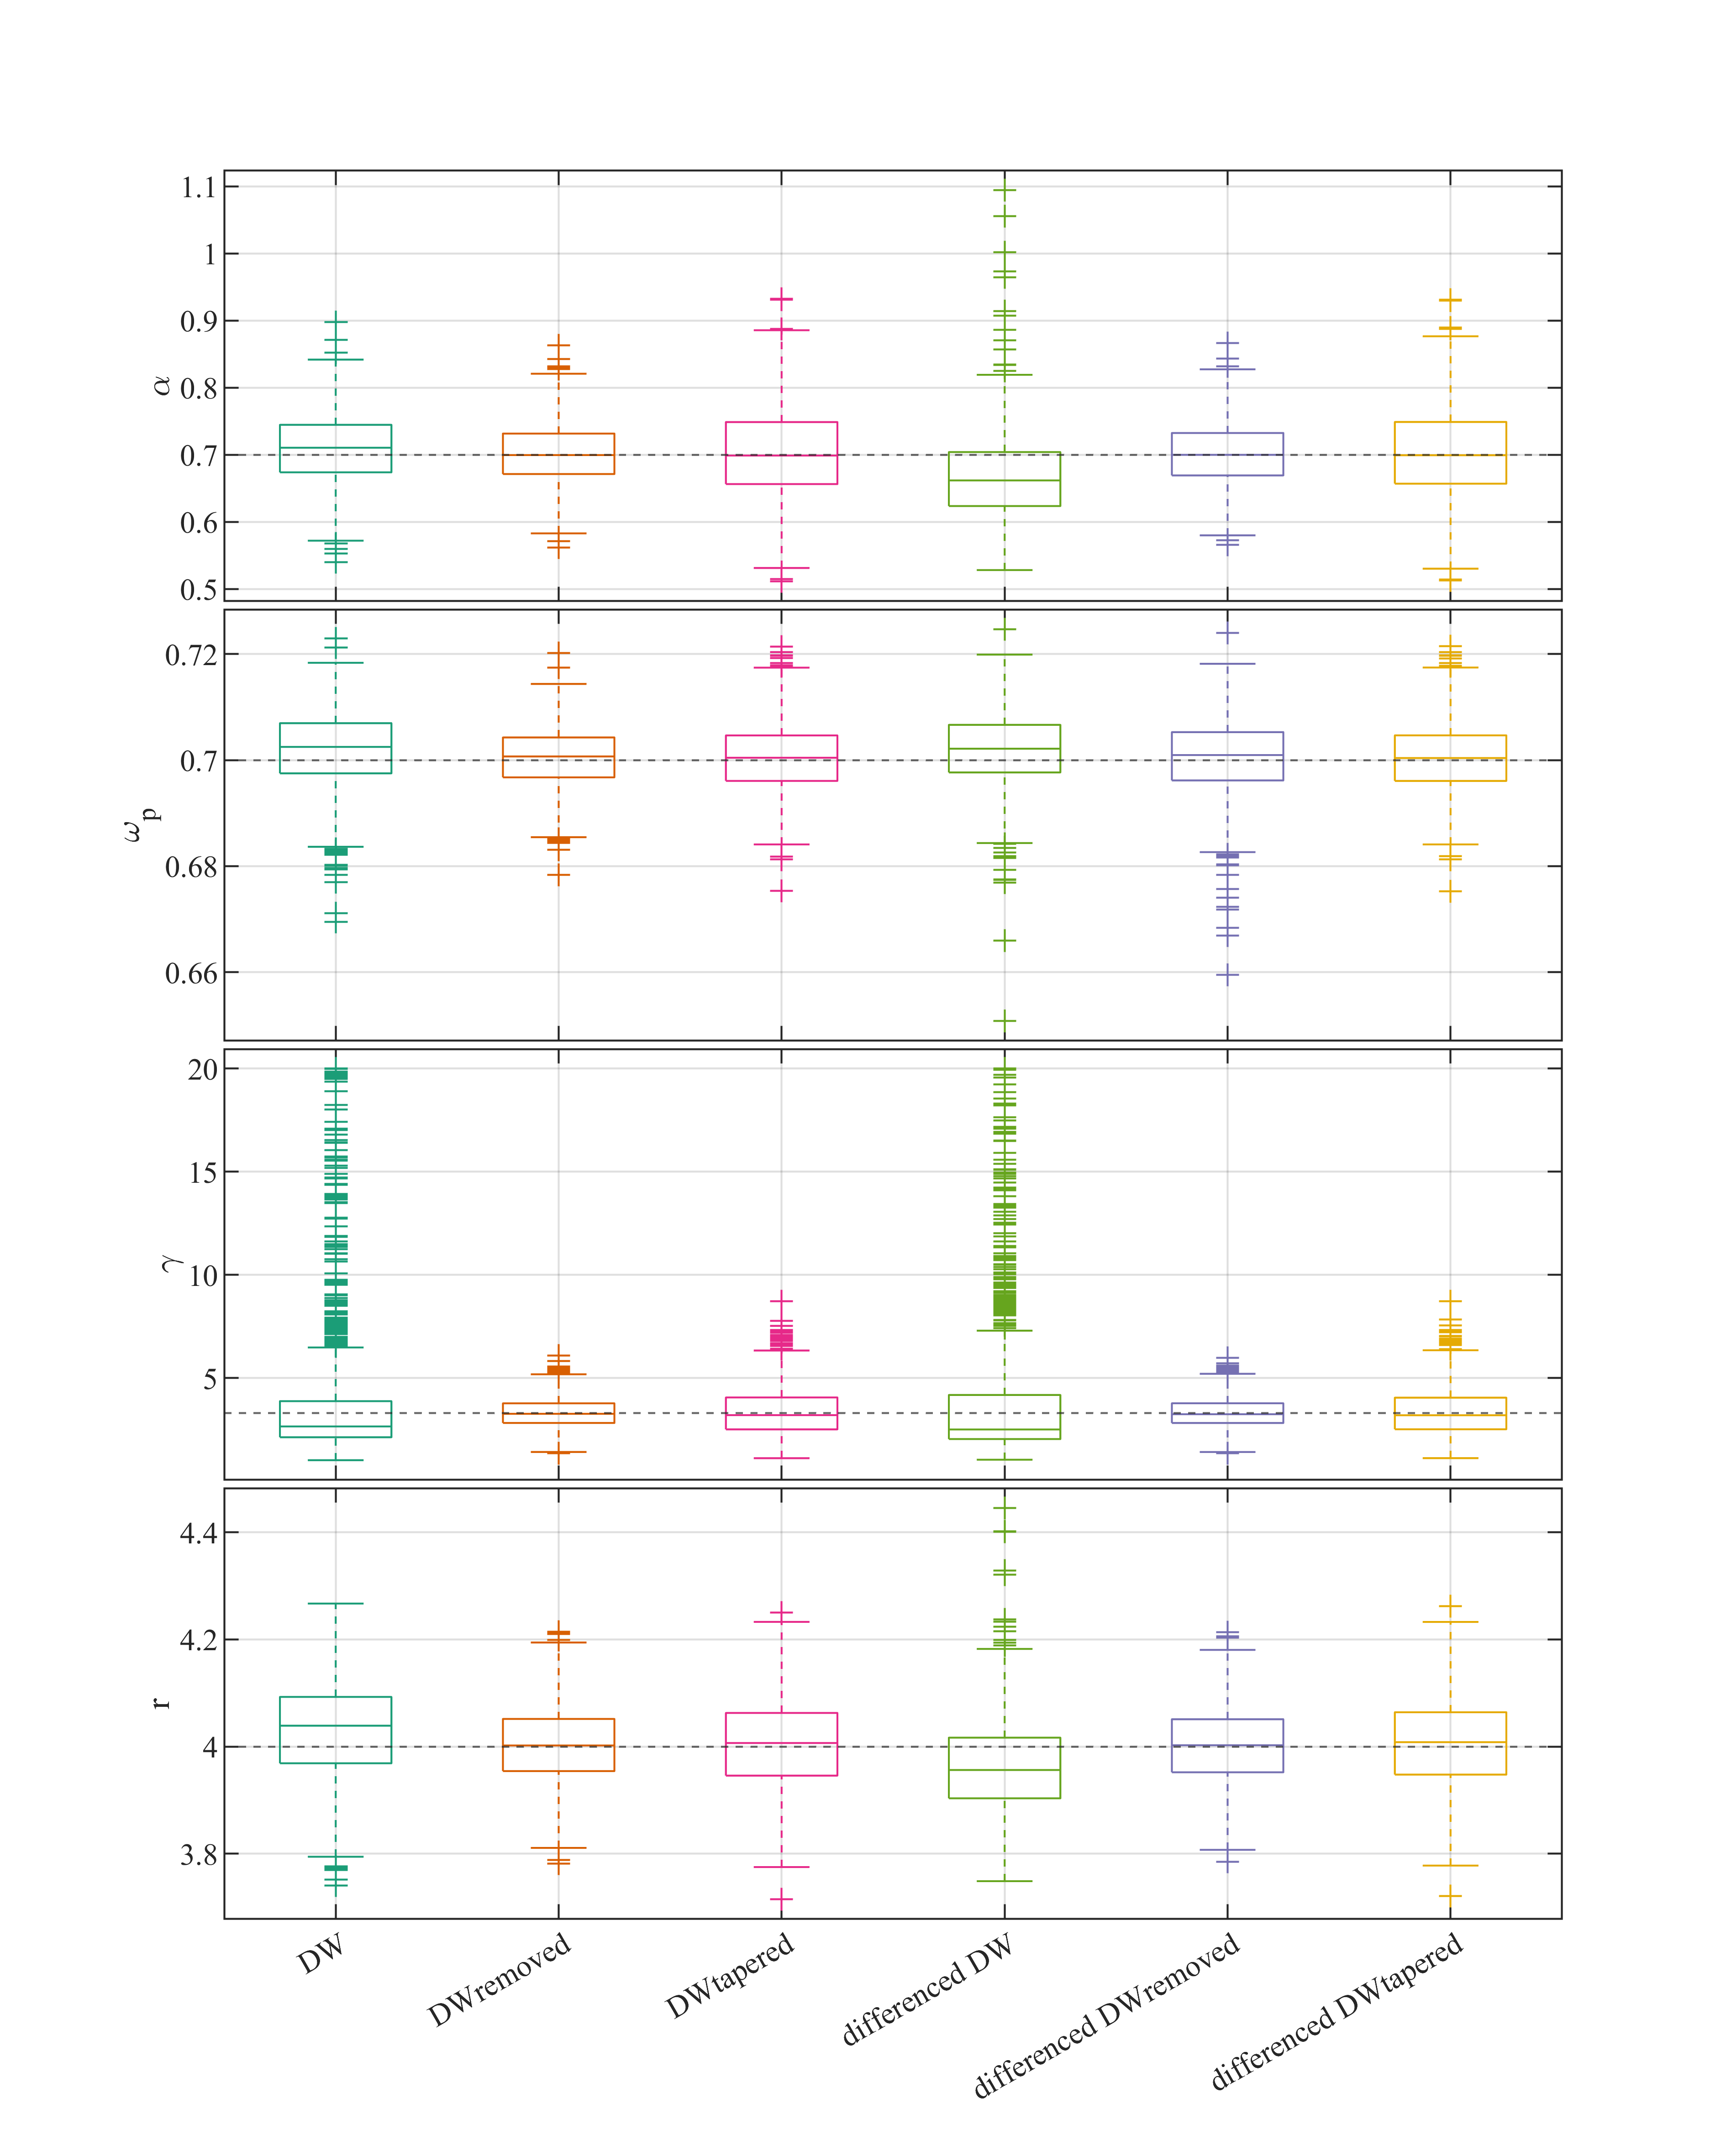 1.1
1
0.9
0.8
0.7
0.6
0.5
α
0.72
0.7
0.68
0.66
ω_p
20
15
10
5
γ
4.4
4.2
4
3.8
r
DW
DWremoved
DWtapered
differenced DW
differenced DWremoved
differenced DWtapered